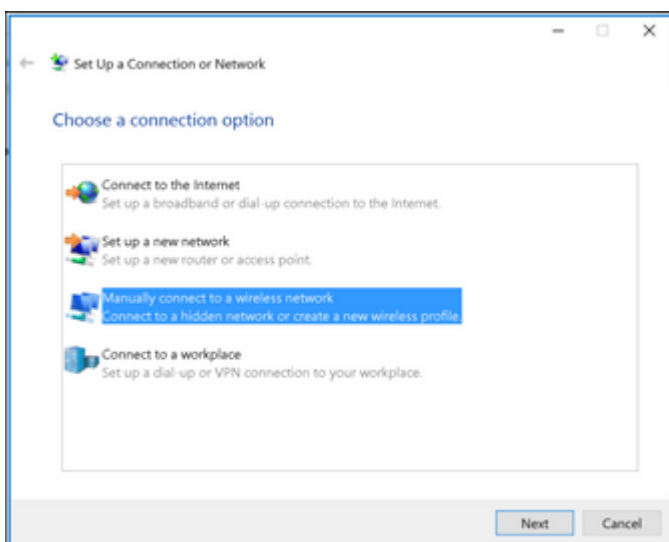 Set Up a Connection or Network
Choose a connection option
Connect to the Internet
Set up a broadband or dial-up connection to the Internet.
Set up a new network
Set up a new router or access point.
Manually connect to a wireless network
Connect to a hidden network or create a new wireless profile.
Connect to a workplace
Set up a dial-up or VPN connection to your workplace.
Next Cancel